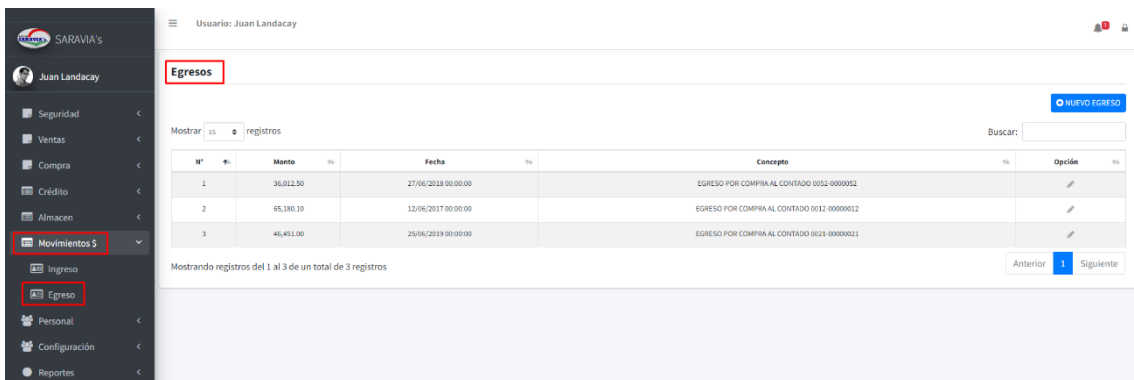 SARAVIA's
Usuario: Juan Landacay
1
Juan Landacay
Seguridad
Ventas
Compra
Crédito
Almacen
Movimientos $
Ingreso
Egreso
Personal
Configuración
Reportes
Egresos
NUEVO EGRESO
Mostrar 15 registros
Buscar:
N° Monto Fecha Concepto Opción
1 36,012.50 27/06/2018 00:00:00 EGRESO POR COMPRA AL CONTADO 0052-0000052
2 65,180.10 12/06/2017 00:00:00 EGRESO POR COMPRA AL CONTADO 0012-00000012
3 46,451.00 25/06/2019 00:00:00 EGRESO POR COMPRA AL CONTADO 0021-00000021
Mostrando registros del 1 al 3 de un total de 3 registros
Anterior 1 Siguiente